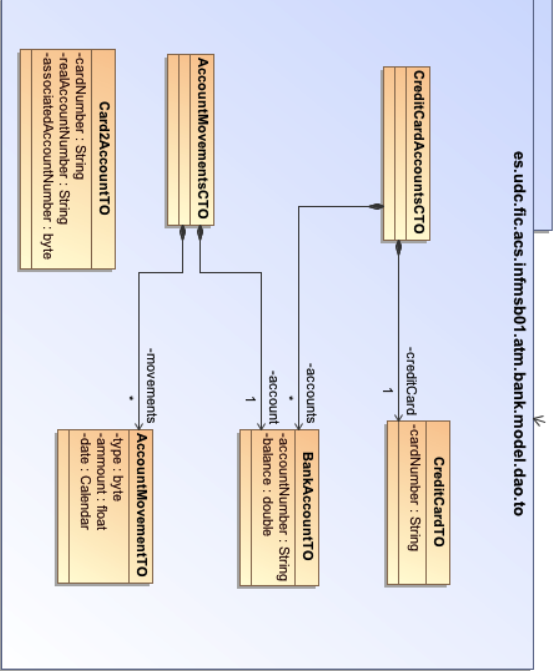 es.udc.fic.acs.infmsb01.atm.bank.model.dao.to
CreditCardAccountsCTO
-creditCard
1
CreditCardTO
-cardNumber : String
-accounts
*
BankAccountTO
-accountNumber : String
-balance : double
AccountMovementsCTO
-account
1
-movements
*
AccountMovementTO
-type : byte
-ammount : float
-date : Calendar
Card2AccountTO
-cardNumber : String
-realAccountNumber : String
-associatedAccountNumber : byte